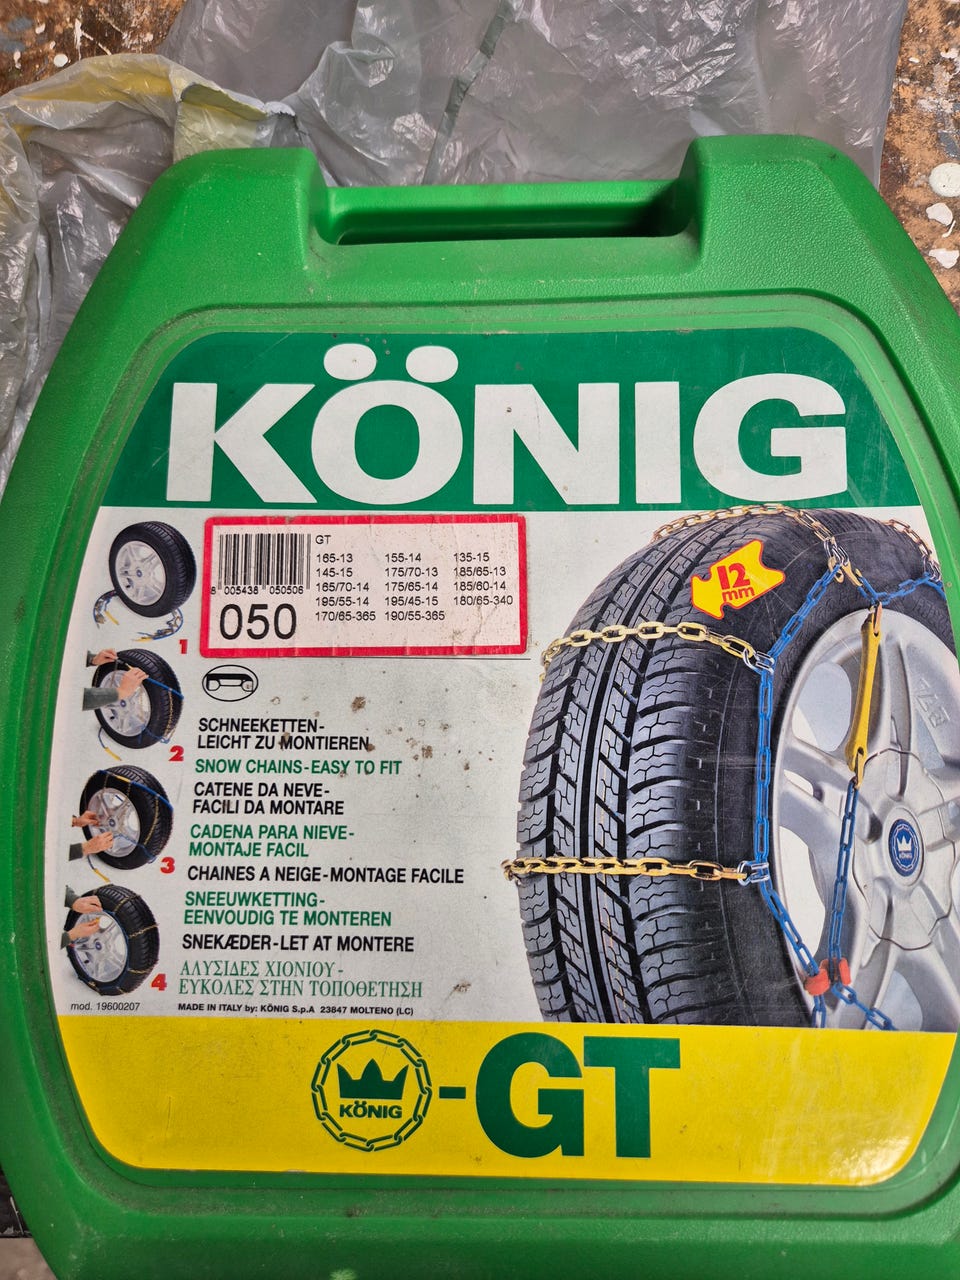 KÖNIG
GT
165-13 155-14 135-15
145-15 175/70-13 185/65-13
165/70-14 175/65-14 185/60-14
195/55-14 195/45-15 180/65-340
170/65-365 190/55-365
8 005438 050506
050
12
mm
1
2
3
4
SCHNEEKETTEN-
LEICHT ZU MONTIEREN
SNOW CHAINS-EASY TO FIT
CATENE DA NEVE-
FACILI DA MONTARE
CADENA PARA NIEVE-
MONTAJE FACIL
CHAINES A NEIGE-MONTAGE FACILE
SNEEUWKETTING-
EENVOUDIG TE MONTEREN
SNEKÆDER-LET AT MONTERE
ΑΛΥΣΙΔΕΣ ΧΙΟΝΙΟΥ-
ΕΥΚΟΛΕΣ ΣΤΗΝ ΤΟΠΟΘΕΤΗΣΗ
mod. 19600207 MADE IN ITALY by: KÖNIG S.p.A 23847 MOLTENO (LC)
KÖNIG
KÖNIG
-GT